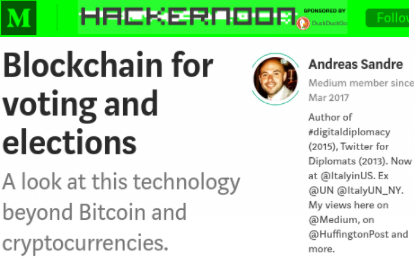 M
HACKERNOON
SPONSORED BY
DuckDuckGo
Follow
Blockchain for
voting and
elections
A look at this technology
beyond Bitcoin and
cryptocurrencies.
Andreas Sandre
Medium member since
Mar 2017
Author of
#digitaldiplomacy
(2015), Twitter for
Diplomats (2013). Now
at @ItalyinUS. Ex
@UN @ItalyUN_NY.
My views here on
@Medium, on
@HuffingtonPost and
more.